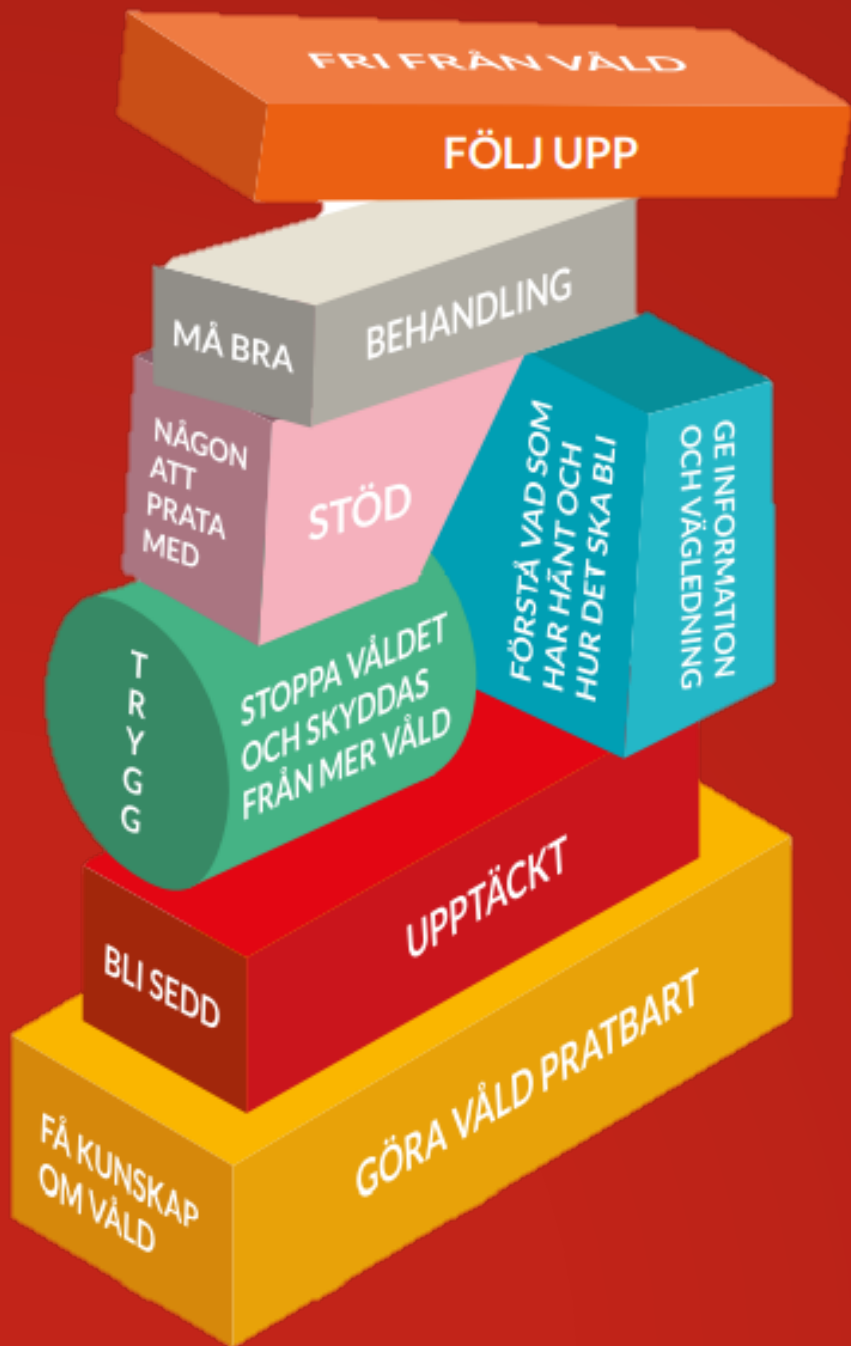 FRI FRÅN VÅLD
FÖLJ UPP
MÅ BRA
BEHANDLING
NÅGON
ATT
PRATA
MED
STÖD
FÖRSTÅ VAD SOM
HAR HÄNT OCH
HUR DET SKA BLI
GE INFORMATION
OCH VÄGLEDNING
TRYGG
STOPPA VÅLDET
OCH SKYDDAS
FRÅN MER VÅLD
BLI SEDD
UPPTÄCKT
FÅ KUNSKAP
OM VÅLD
GÖRA VÅLD PRATBART